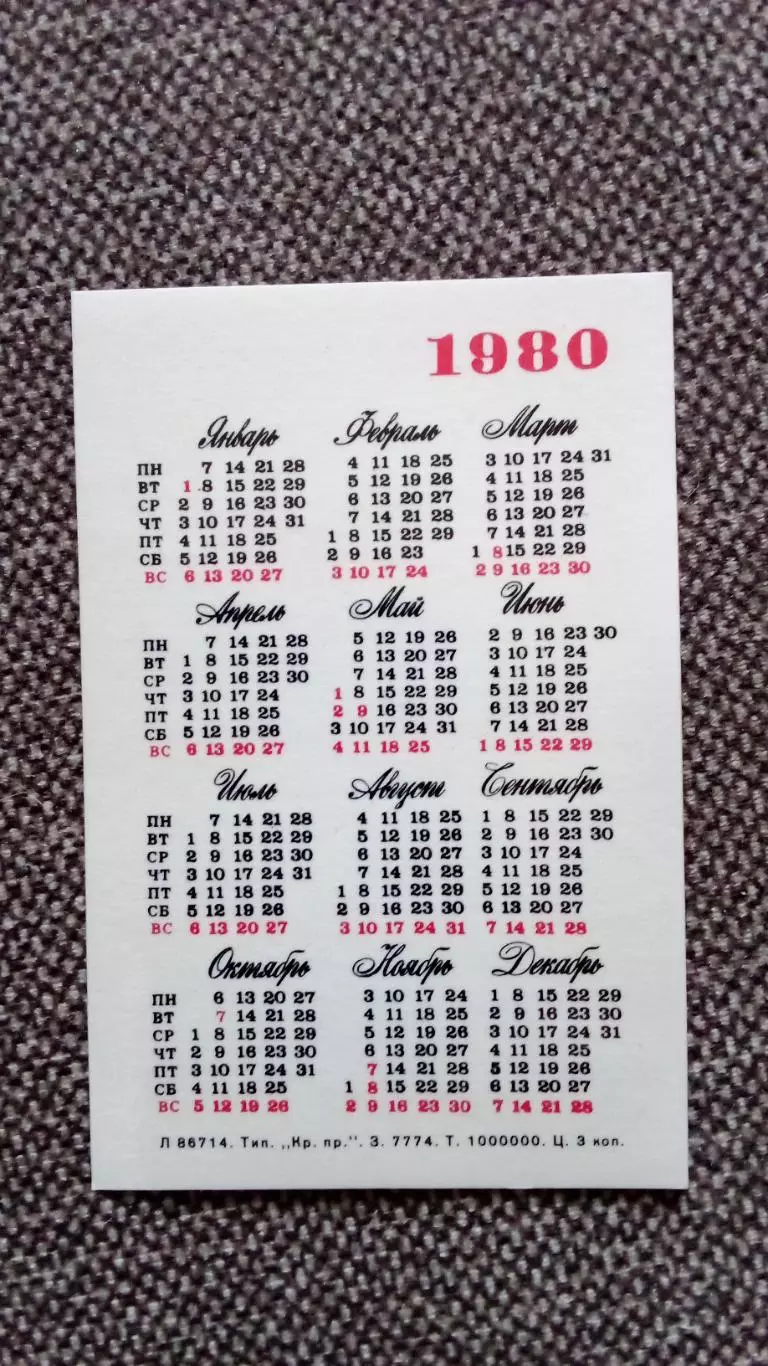 1980
Январь Февраль Март
ПН 7 14 21 28 4 11 18 25 3 10 17 24 31
ВТ 1 8 15 22 29 5 12 19 26 4 11 18 25
СР 2 9 16 23 30 6 13 20 27 5 12 19 26
ЧТ 3 10 17 24 31 7 14 21 28 6 13 20 27
ПТ 4 11 18 25 1 8 15 22 29 7 14 21 28
СБ 5 12 19 26 2 9 16 23 1 8 15 22 29
ВС 6 13 20 27 3 10 17 24 2 9 16 23 30
Апрель Май Июнь
ПН 7 14 21 28 5 12 19 26 2 9 16 23 30
ВТ 1 8 15 22 29 6 13 20 27 3 10 17 24
СР 2 9 16 23 30 7 14 21 28 4 11 18 25
ЧТ 3 10 17 24 1 8 15 22 29 5 12 19 26
ПТ 4 11 18 25 2 9 16 23 30 6 13 20 27
СБ 5 12 19 26 3 10 17 24 31 7 14 21 28
ВС 6 13 20 27 4 11 18 25 1 8 15 22 29
Июль Август Сентябрь
ПН 7 14 21 28 4 11 18 25 1 8 15 22 29
ВТ 1 8 15 22 29 5 12 19 26 2 9 16 23 30
СР 2 9 16 23 30 6 13 20 27 3 10 17 24
ЧТ 3 10 17 24 31 7 14 21 28 4 11 18 25
ПТ 4 11 18 25 1 8 15 22 29 5 12 19 26
СБ 5 12 19 26 2 9 16 23 30 6 13 20 27
ВС 6 13 20 27 3 10 17 24 31 7 14 21 28
Октябрь Ноябрь Декабрь
ПН 6 13 20 27 3 10 17 24 1 8 15 22 29
ВТ 7 14 21 28 4 11 18 25 2 9 16 23 30
СР 1 8 15 22 29 5 12 19 26 3 10 17 24 31
ЧТ 2 9 16 23 30 6 13 20 27 4 11 18 25
ПТ 3 10 17 24 31 7 14 21 28 5 12 19 26
СБ 4 11 18 25 1 8 15 22 29 6 13 20 27
ВС 5 12 19 26 2 9 16 23 30 7 14 21 28
Л 86714. Тип. „Кр. пр.". З. 7774. Т. 1000000. Ц. 3 коп.